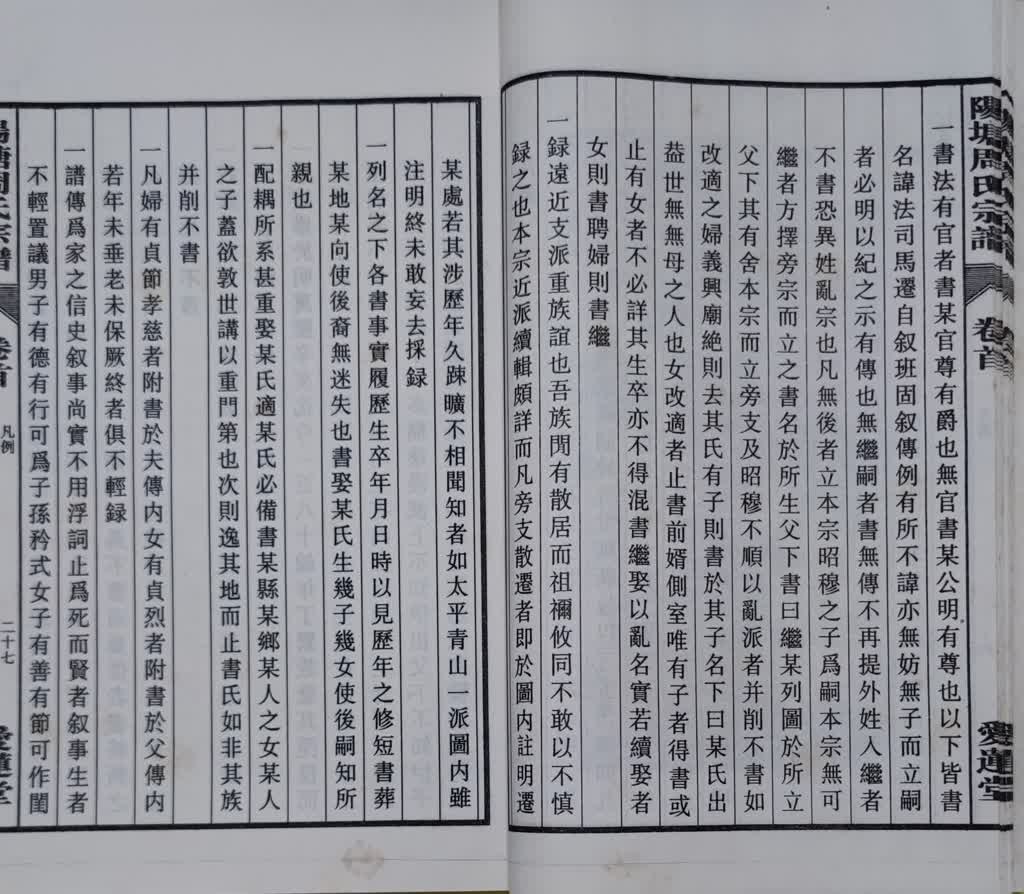 陽塘周氏宗譜 卷首 愛蓮堂
一書法有官者書某官尊有爵也無官書某公明有尊也以下皆書
名諱法司馬遷自叙班固叙傳例有所不諱亦無妨無子而立嗣
者必明以紀之示有傳也無繼嗣者書無傳不再提外姓人繼者
不書恐異姓亂宗也凡無後者立本宗昭穆之子爲嗣本宗無可
繼者方擇旁宗而立之書名於所生父下書曰繼某列圖於所立
父下其有舍本宗而立旁支及昭穆不順以亂派者并削不書如
改適之婦義興廟絶則去其氏有子則書於其子名下曰某氏出
葢世無無母之人也女改適者止書前婿側室唯有子者得書或
止有女者不必詳其生卒亦不得混書繼娶以亂名實若續娶者
女則書聘婦則書繼
一録遠近支派重族誼也吾族閒有散居而祖禰攸同不敢以不慎
録之也本宗近派續輯頗詳而凡旁支散遷者即於圖内註明遷
某處若其涉歷年久踈曠不相聞知者如太平青山一派圖内雖
注明終未敢妄去採録
一列名之下各書事實履歷生卒年月日時以見歷年之修短書葬
某地某向使後裔無迷失也書娶某氏生幾子幾女使後嗣知所
親也
一配耦所系甚重娶某氏適某氏必備書某縣某鄉某人之女某人
之子葢欲敦世講以重門第也次則逸其地而止書氏如非其族
并削不書
一凡婦有貞節孝慈者附書於夫傳内女有貞烈者附書於父傳内
若年未垂老未保厥終者俱不輕録
一譜傳爲家之信史叙事尚實不用浮詞止爲死而賢者叙事生者
不輕置議男子有德有行可爲子孫矜式女子有善有節可作閨
陽塘周氏宗譜 卷首 凡例 二十七 愛蓮堂